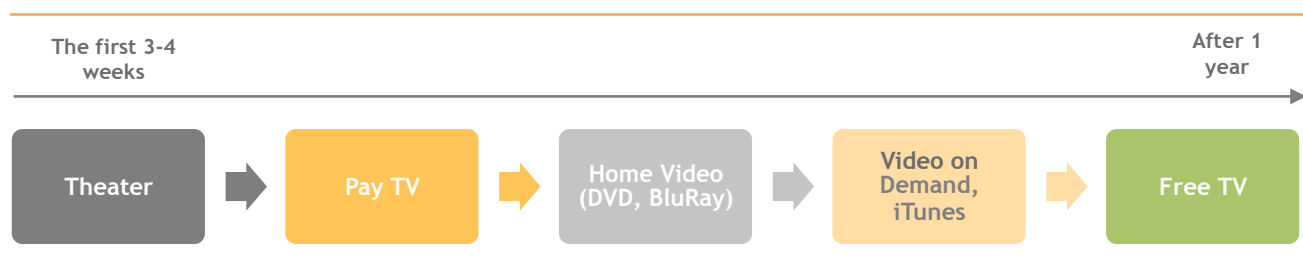 The first 3-4
weeks
After 1
year
Theater
Pay TV
Home Video
(DVD, BluRay)
Video on
Demand,
iTunes
Free TV